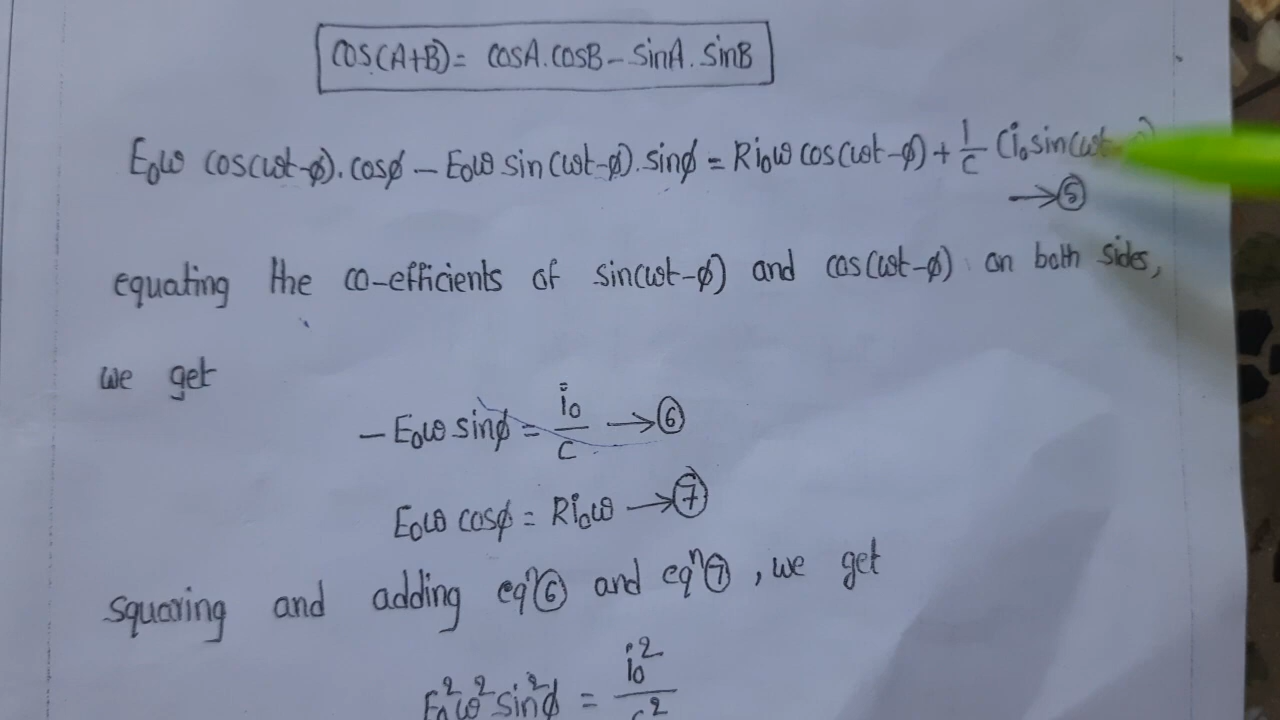 cos(A+B)= cosA.cosB-sinA.sinB
E₀ω cos(ωt-ϕ).cosϕ - E₀ω sin(ωt-ϕ).sinϕ = Ri₀ω cos(ωt-ϕ) + 1/C (i₀ sin(ωt
→⑤
equating the co-efficients of sin(ωt-ϕ) and cos(ωt-ϕ) on both sides,
we get
-E₀ω sinϕ = i₀/C →⑥
E₀ω cosϕ = Ri₀ω →⑦
squaring and adding eqⁿ⑥ and eqⁿ⑦, we get
E₀²ω² sin²ϕ = i₀²/C²